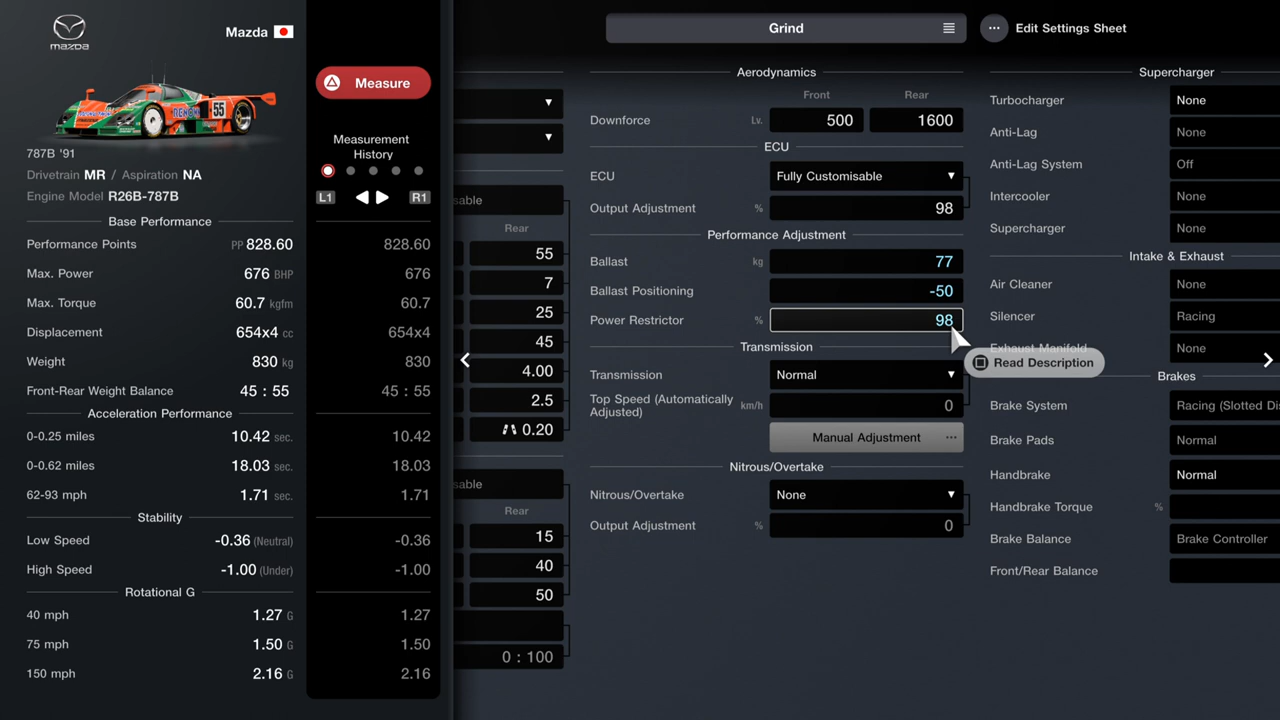 Mazda
mazda
RENOWN
55
787B '91
Drivetrain MR / Aspiration NA
Engine Model R26B-787B
Base Performance
Performance Points PP 828.60
Max. Power 676 BHP
Max. Torque 60.7 kgfm
Displacement 654x4 cc
Weight 830 kg
Front-Rear Weight Balance 45 : 55
Acceleration Performance
0-0.25 miles 10.42 sec.
0-0.62 miles 18.03 sec.
62-93 mph 1.71 sec.
Stability
Low Speed -0.36 (Neutral)
High Speed -1.00 (Under)
Rotational G
40 mph 1.27 G
75 mph 1.50 G
150 mph 2.16 G
Measure
Measurement
History
L1 R1
828.60
676
60.7
654x4
830
45 : 55
10.42
18.03
1.71
-0.36
-1.00
1.27
1.50
2.16
sable
Rear
55
7
25
45
4.00
2.5
0.20
sable
Rear
15
40
50
0 : 100
Grind
Edit Settings Sheet
Aerodynamics
Front Rear
Downforce Lv. 500 1600
ECU
ECU Fully Customisable
Output Adjustment % 98
Performance Adjustment
Ballast kg 77
Ballast Positioning -50
Power Restrictor % 98
Transmission
Transmission Normal
Top Speed (Automatically
Adjusted) km/h 0
Manual Adjustment ...
Nitrous/Overtake
Nitrous/Overtake None
Output Adjustment % 0
Read Description
Supercharger
Turbocharger None
Anti-Lag None
Anti-Lag System Off
Intercooler None
Supercharger None
Intake & Exhaust
Air Cleaner None
Silencer Racing
Exhaust Manifold None
Brakes
Brake System Racing (Slotted Di
Brake Pads Normal
Handbrake Normal
Handbrake Torque %
Brake Balance Brake Controller
Front/Rear Balance